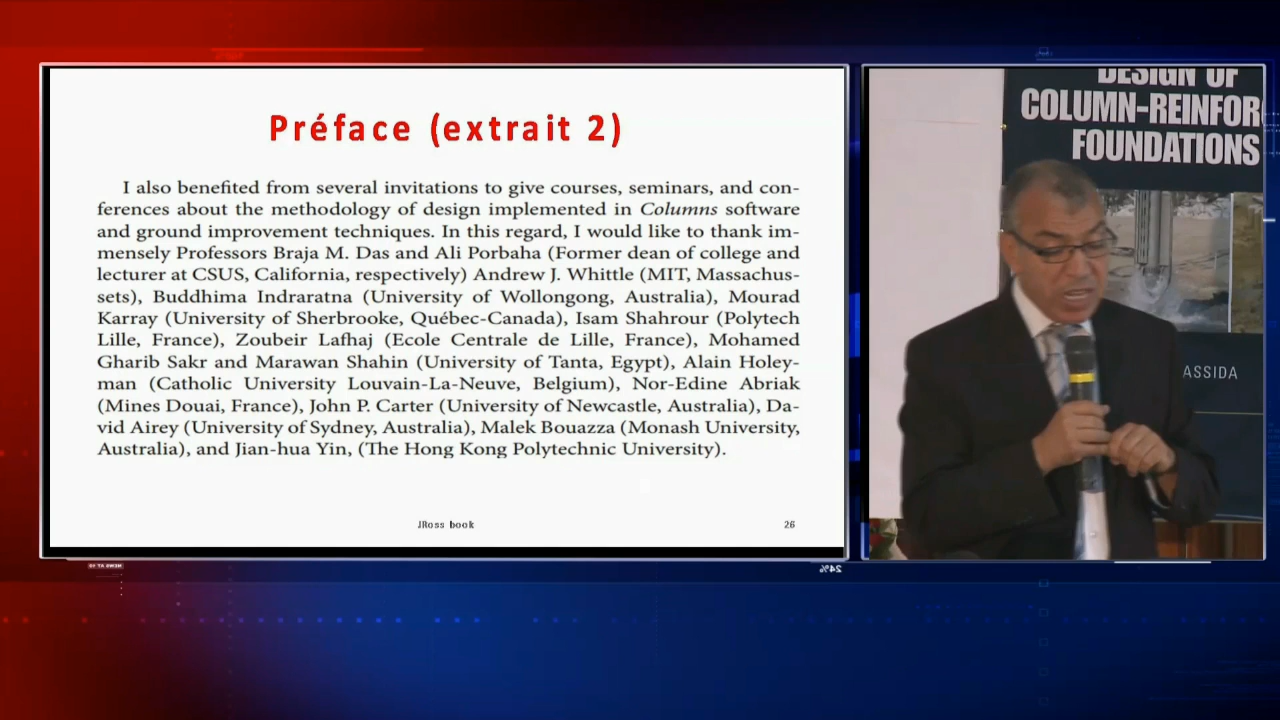 Préface (extrait 2)
I also benefited from several invitations to give courses, seminars, and con-
ferences about the methodology of design implemented in Columns software
and ground improvement techniques. In this regard, I would like to thank im-
mensely Professors Braja M. Das and Ali Porbaha (Former dean of college and
lecturer at CSUS, California, respectively) Andrew J. Whittle (MIT, Massachus-
sets), Buddhima Indraratna (University of Wollongong, Australia), Mourad
Karray (University of Sherbrooke, Québec-Canada), Isam Shahrour (Polytech
Lille, France), Zoubeir Lafhaj (Ecole Centrale de Lille, France), Mohamed
Gharib Sakr and Marawan Shahin (University of Tanta, Egypt), Alain Holey-
man (Catholic University Louvain-La-Neuve, Belgium), Nor-Edine Abriak
(Mines Douai, France), John P. Carter (University of Newcastle, Australia), Da-
vid Airey (University of Sydney, Australia), Malek Bouazza (Monash University,
Australia), and Jian-hua Yin, (The Hong Kong Polytechnic University).
JRoss book
26
DESIGN OF
COLUMN-REINFOR
FOUNDATIONS
ASSIDA
24%